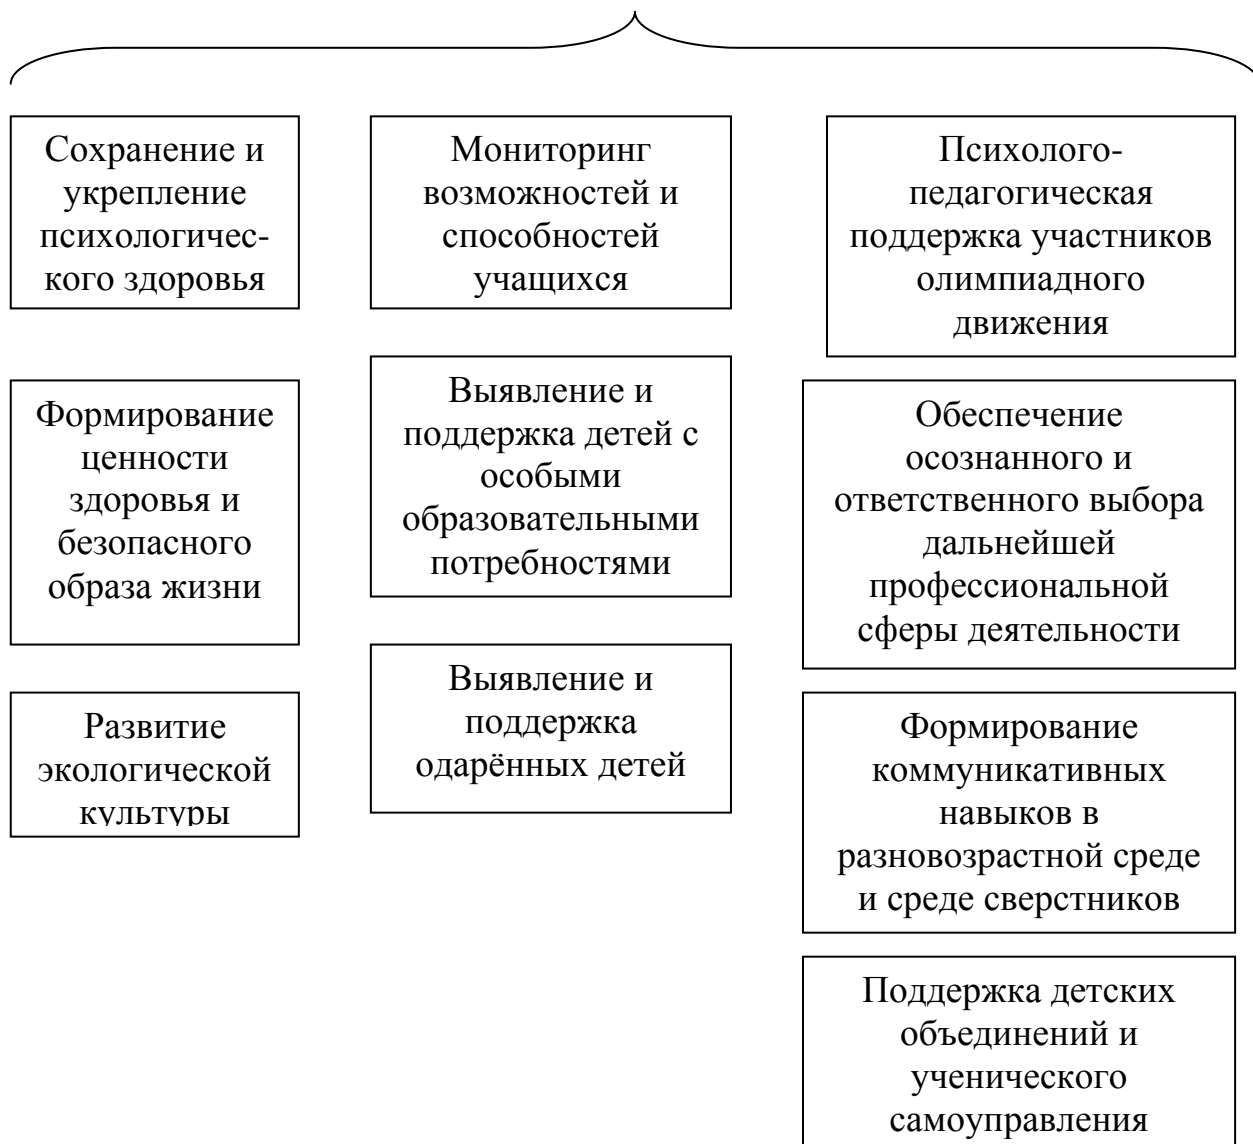 Сохранение и
укрепление
психологичес-
кого здоровья
Формирование
ценности
здоровья и
безопасного
образа жизни
Развитие
экологической
культуры
Мониторинг
возможностей и
способностей
учащихся
Выявление и
поддержка детей с
особыми
образовательными
потребностями
Выявление и
поддержка
одарённых детей
Психолого-
педагогическая
поддержка участников
олимпиадного
движения
Обеспечение
осознанного и
ответственного выбора
дальнейшей
профессиональной
сферы деятельности
Формирование
коммуникативных
навыков в
разновозрастной среде
и среде сверстников
Поддержка детских
объединений и
ученического
самоуправления